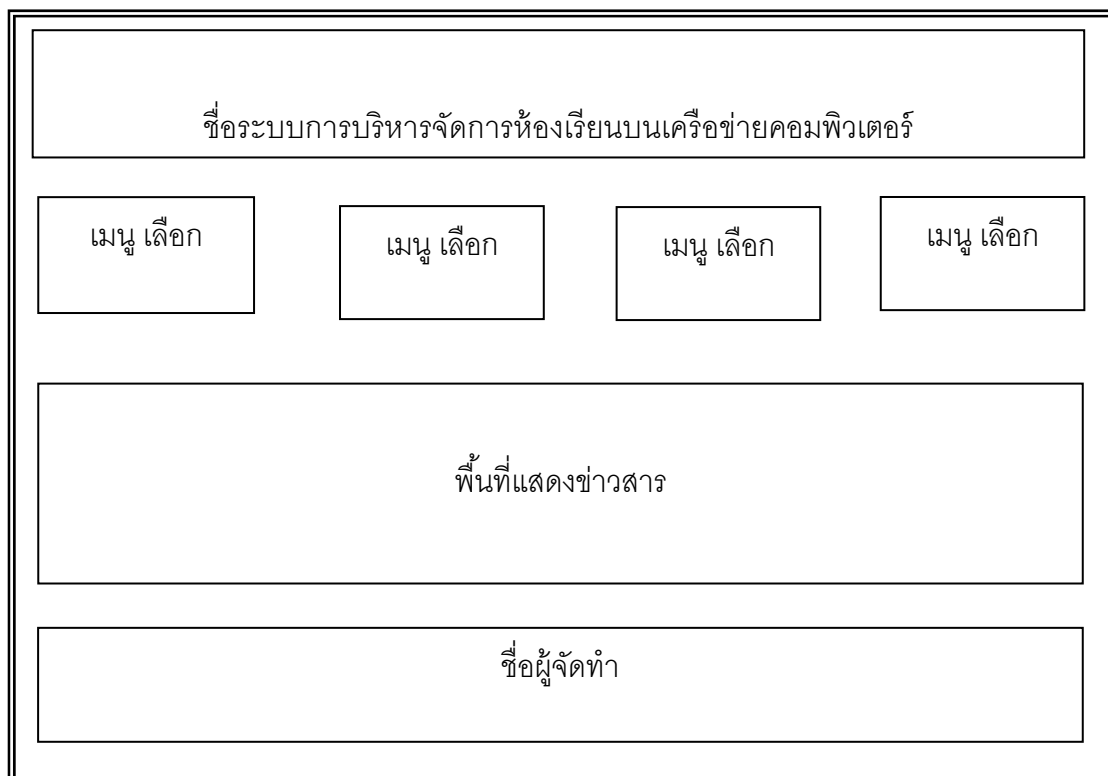 ชื่อระบบการบริหารจัดการห้องเรียนบนเครือข่ายคอมพิวเตอร์
เมนู เลือก
เมนู เลือก
เมนู เลือก
เมนู เลือก
พื้นที่แสดงข่าวสาร
ชื่อผู้จัดทำ